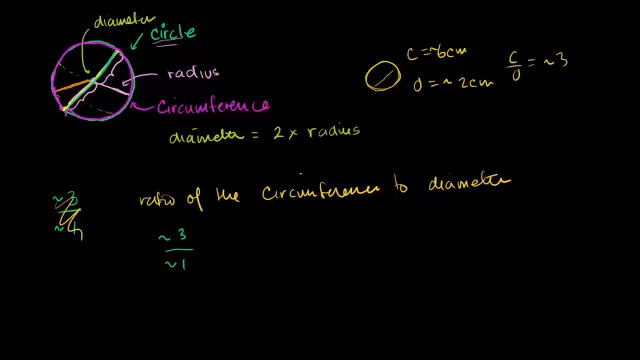 diameter
circle
radius
Circumference
diameter = 2 x radius
C = ~6cm
D = ~2cm
C/D = ~3
ratio of the circumference to diameter
~3
~1